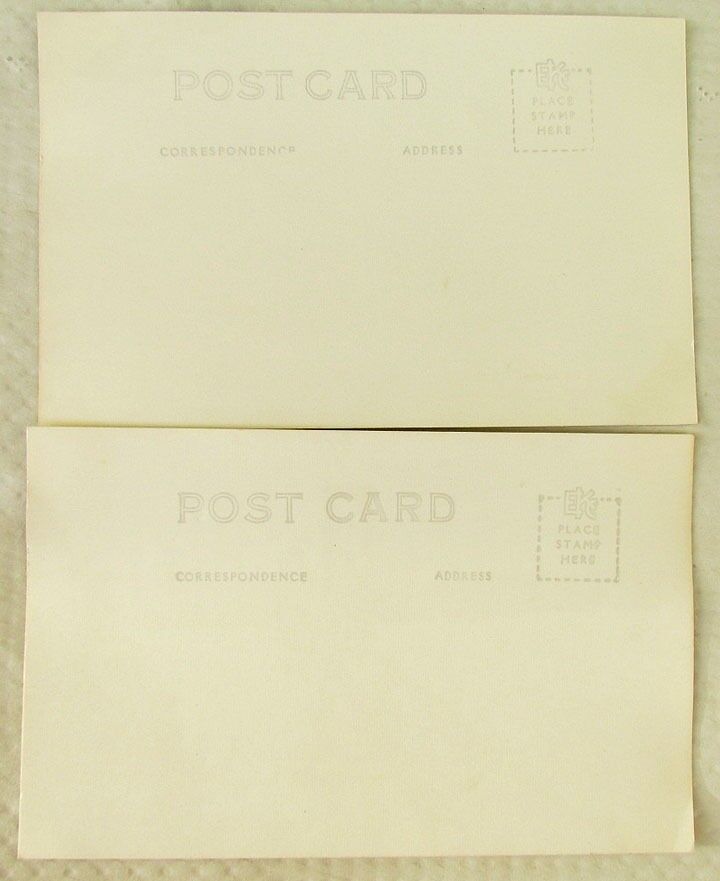 POST CARD
EKC
PLACE
STAMP
HERE
CORRESPONDENCE
ADDRESS
POST CARD
EKC
PLACE
STAMP
HERE
CORRESPONDENCE
ADDRESS